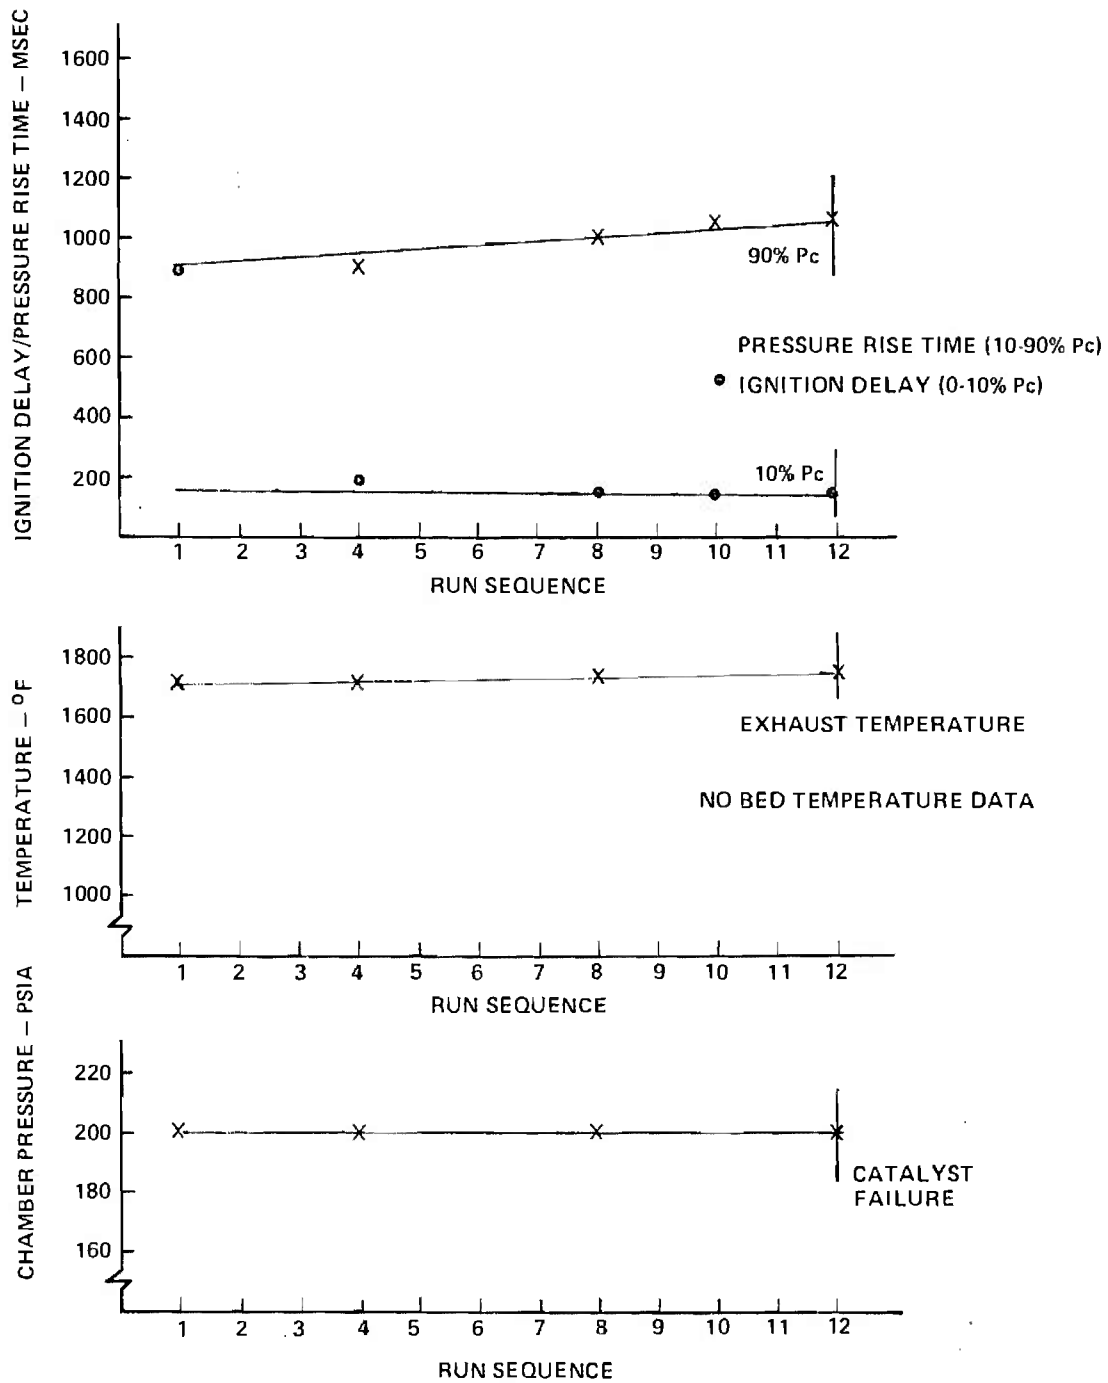 IGNITION DELAY/PRESSURE RISE TIME – MSEC
1600
1400
1200
1000
800
600
400
200
90% Pc
PRESSURE RISE TIME (10-90% Pc)
IGNITION DELAY (0-10% Pc)
10% Pc
1 2 3 4 5 6 7 8 9 10 11 12
RUN SEQUENCE
TEMPERATURE – ºF
1800
1600
1400
1200
1000
EXHAUST TEMPERATURE
NO BED TEMPERATURE DATA
1 2 3 4 5 6 7 8 9 10 11 12
RUN SEQUENCE
CHAMBER PRESSURE – PSIA
220
200
180
160
CATALYST
FAILURE
1 2 3 4 5 6 7 8 9 10 11 12
RUN SEQUENCE